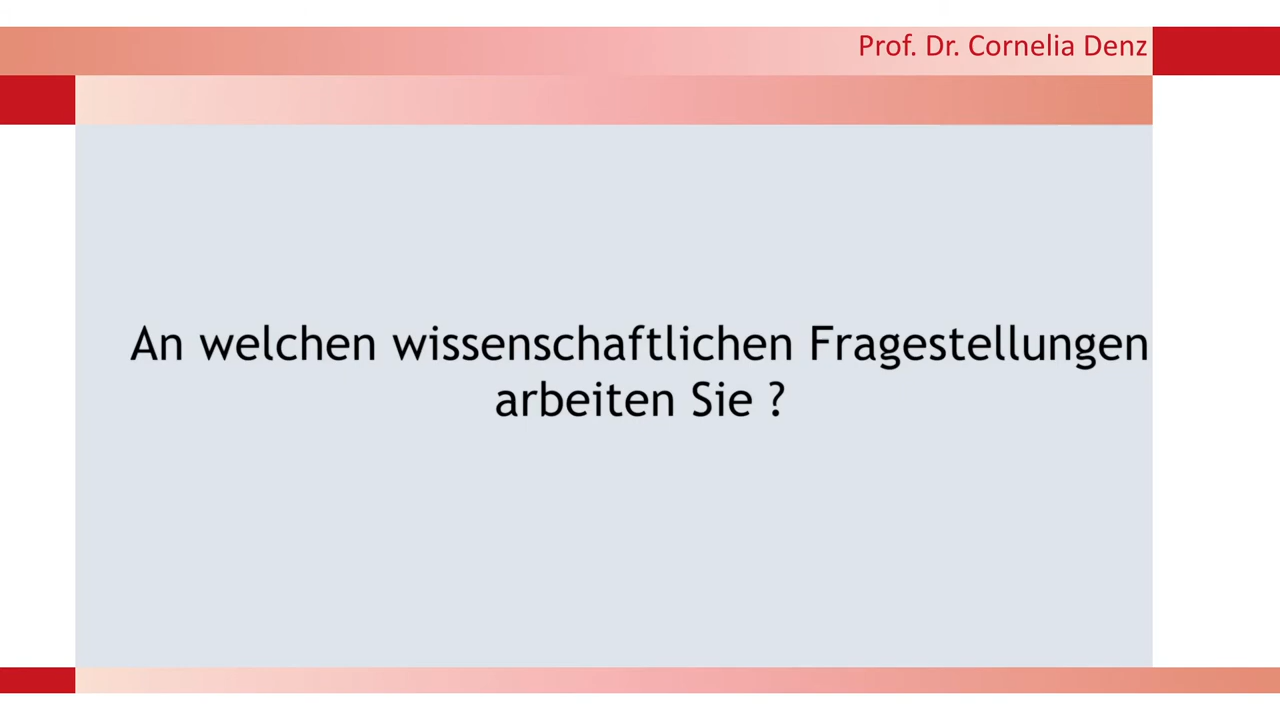 Prof. Dr. Cornelia Denz
An welchen wissenschaftlichen Fragestellungen
arbeiten Sie ?